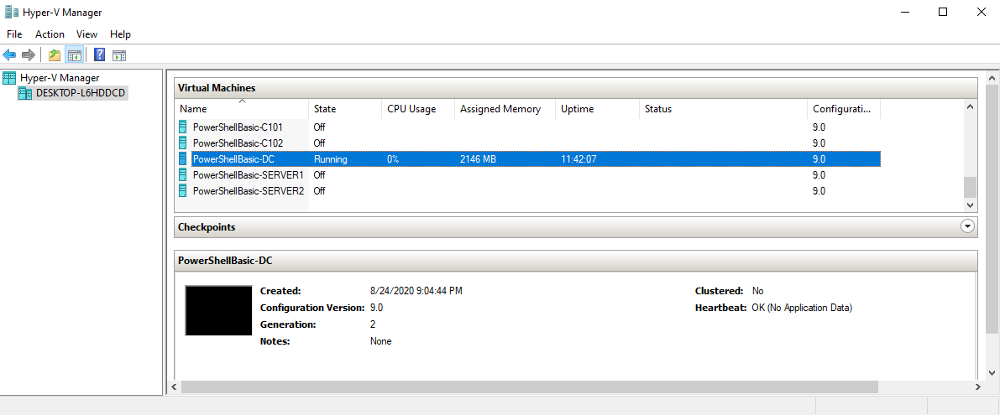 Hyper-V Manager
File Action View Help
Hyper-V Manager
DESKTOP-L6HDDCD
Virtual Machines
Name State CPU Usage Assigned Memory Uptime Status Configurati...
PowerShellBasic-C101 Off 9.0
PowerShellBasic-C102 Off 9.0
PowerShellBasic-DC Running 0% 2146 MB 11:42:07 9.0
PowerShellBasic-SERVER1 Off 9.0
PowerShellBasic-SERVER2 Off 9.0
Checkpoints
PowerShellBasic-DC
Created: 8/24/2020 9:04:44 PM Clustered: No
Configuration Version: 9.0 Heartbeat: OK (No Application Data)
Generation: 2
Notes: None